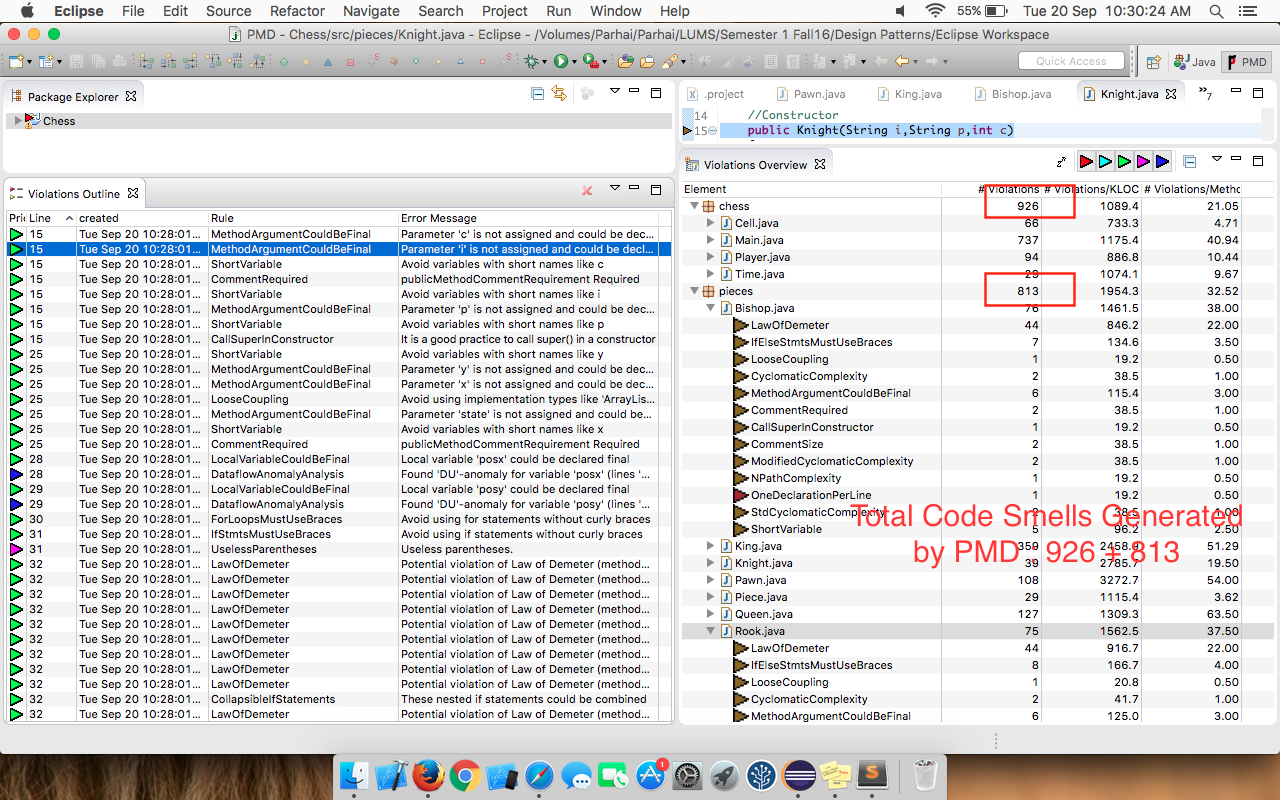 Eclipse File Edit Source Refactor Navigate Search Project Run Window Help 55% Tue 20 Sep 10:30:24 AM
PMD - Chess/src/pieces/Knight.java - Eclipse - /Volumes/Parhai/Parhai/LUMS/Semester 1 Fall16/Design Patterns/Eclipse Workspace
Quick Access Java PMD
Package Explorer
Chess
.project Pawn.java King.java Bishop.java Knight.java »7
14 //Constructor
15 public Knight(String i,String p,int c)
Violations Outline
Line created Rule Error Message
15 Tue Sep 20 10:28:01... MethodArgumentCouldBeFinal Parameter 'c' is not assigned and could be dec...
15 Tue Sep 20 10:28:01... MethodArgumentCouldBeFinal Parameter 'i' is not assigned and could be decl...
15 Tue Sep 20 10:28:01... ShortVariable Avoid variables with short names like c
15 Tue Sep 20 10:28:01... CommentRequired publicMethodCommentRequirement Required
15 Tue Sep 20 10:28:01... ShortVariable Avoid variables with short names like i
15 Tue Sep 20 10:28:01... MethodArgumentCouldBeFinal Parameter 'p' is not assigned and could be dec...
15 Tue Sep 20 10:28:01... ShortVariable Avoid variables with short names like p
15 Tue Sep 20 10:28:01... CallSuperInConstructor It is a good practice to call super() in a constructor
25 Tue Sep 20 10:28:01... ShortVariable Avoid variables with short names like y
25 Tue Sep 20 10:28:01... MethodArgumentCouldBeFinal Parameter 'y' is not assigned and could be dec...
25 Tue Sep 20 10:28:01... MethodArgumentCouldBeFinal Parameter 'x' is not assigned and could be dec...
25 Tue Sep 20 10:28:01... LooseCoupling Avoid using implementation types like 'ArrayLis...
25 Tue Sep 20 10:28:01... MethodArgumentCouldBeFinal Parameter 'state' is not assigned and could be...
25 Tue Sep 20 10:28:01... ShortVariable Avoid variables with short names like x
25 Tue Sep 20 10:28:01... CommentRequired publicMethodCommentRequirement Required
28 Tue Sep 20 10:28:01... LocalVariableCouldBeFinal Local variable 'posx' could be declared final
28 Tue Sep 20 10:28:01... DataflowAnomalyAnalysis Found 'DU'-anomaly for variable 'posx' (lines '...
29 Tue Sep 20 10:28:01... LocalVariableCouldBeFinal Local variable 'posy' could be declared final
29 Tue Sep 20 10:28:01... DataflowAnomalyAnalysis Found 'DU'-anomaly for variable 'posy' (lines '...
30 Tue Sep 20 10:28:01... ForLoopsMustUseBraces Avoid using for statements without curly braces
31 Tue Sep 20 10:28:01... IfStmtsMustUseBraces Avoid using if statements without curly braces
31 Tue Sep 20 10:28:01... UselessParentheses Useless parentheses.
32 Tue Sep 20 10:28:01... LawOfDemeter Potential violation of Law of Demeter (method...
32 Tue Sep 20 10:28:01... LawOfDemeter Potential violation of Law of Demeter (method...
32 Tue Sep 20 10:28:01... LawOfDemeter Potential violation of Law of Demeter (method...
32 Tue Sep 20 10:28:01... LawOfDemeter Potential violation of Law of Demeter (method...
32 Tue Sep 20 10:28:01... LawOfDemeter Potential violation of Law of Demeter (method...
32 Tue Sep 20 10:28:01... LawOfDemeter Potential violation of Law of Demeter (method...
32 Tue Sep 20 10:28:01... LawOfDemeter Potential violation of Law of Demeter (method...
32 Tue Sep 20 10:28:01... LawOfDemeter Potential violation of Law of Demeter (method...
32 Tue Sep 20 10:28:01... LawOfDemeter Potential violation of Law of Demeter (method...
32 Tue Sep 20 10:28:01... CollapsibleIfStatements These nested if statements could be combined
32 Tue Sep 20 10:28:01... LawOfDemeter Potential violation of Law of Demeter (method...
Violations Overview
Element # Violations # Violations/KLOC # Violations/Metho
chess 926 1089.4 21.05
Cell.java 66 733.3 4.71
Main.java 737 1175.4 40.94
Player.java 94 886.8 10.44
Time.java 29 1074.1 9.67
pieces 813 1954.3 32.52
Bishop.java 76 1461.5 38.00
LawOfDemeter 44 846.2 22.00
IfElseStmtsMustUseBraces 7 134.6 3.50
LooseCoupling 1 19.2 0.50
CyclomaticComplexity 2 38.5 1.00
MethodArgumentCouldBeFinal 6 115.4 3.00
CommentRequired 2 38.5 1.00
CallSuperInConstructor 1 19.2 0.50
CommentSize 2 38.5 1.00
ModifiedCyclomaticComplexity 2 38.5 1.00
NPathComplexity 1 19.2 0.50
OneDeclarationPerLine 1 19.2 0.50
StdCyclomaticComplexity 2 38.5 1.00
ShortVariable 5 96.2 2.50
Total Code Smells Generated
by PMD - 926 + 813
King.java 359 51.29
Knight.java 39 2785.7 19.50
Pawn.java 108 3272.7 54.00
Piece.java 29 1115.4 3.62
Queen.java 127 1309.3 63.50
Rook.java 75 1562.5 37.50
LawOfDemeter 44 916.7 22.00
IfElseStmtsMustUseBraces 8 166.7 4.00
LooseCoupling 1 20.8 0.50
CyclomaticComplexity 2 41.7 1.00
MethodArgumentCouldBeFinal 6 125.0 3.00
1
S